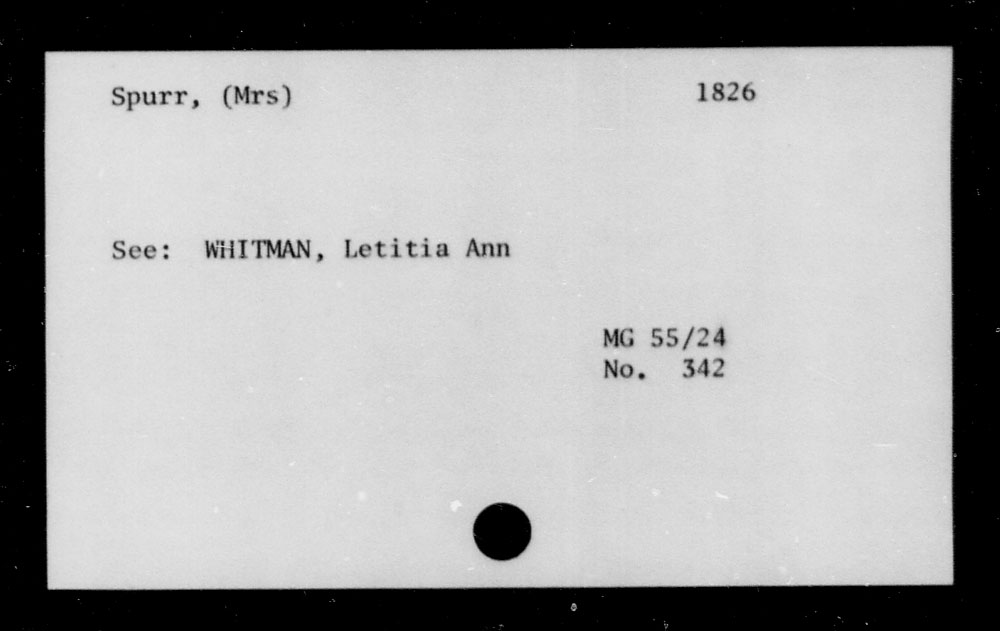 Spurr, (Mrs) 1826
See: WHITMAN, Letitia Ann
MG 55/24
No. 342